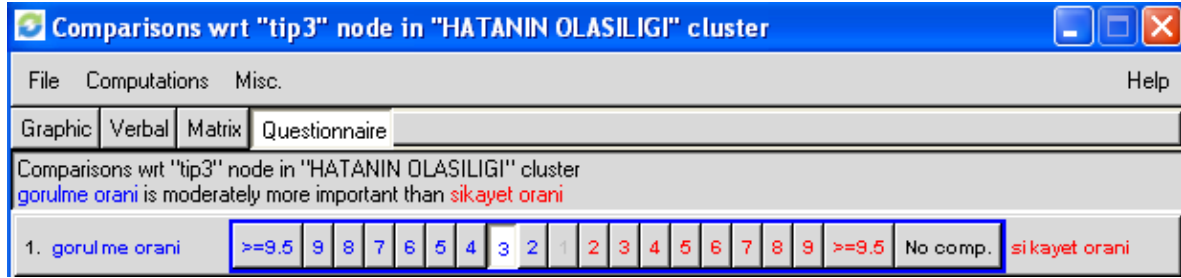 Comparisons wrt "tip3" node in "HATANIN OLASILIGI" cluster
File Computations Misc. Help
Graphic Verbal Matrix Questionnaire
Comparisons wrt "tip3" node in "HATANIN OLASILIGI" cluster
gorulme orani is moderately more important than sikayet orani
1. gorulme orani >=9.5 9 8 7 6 5 4 3 2 1 2 3 4 5 6 7 8 9 >=9.5 No comp. sikayet orani